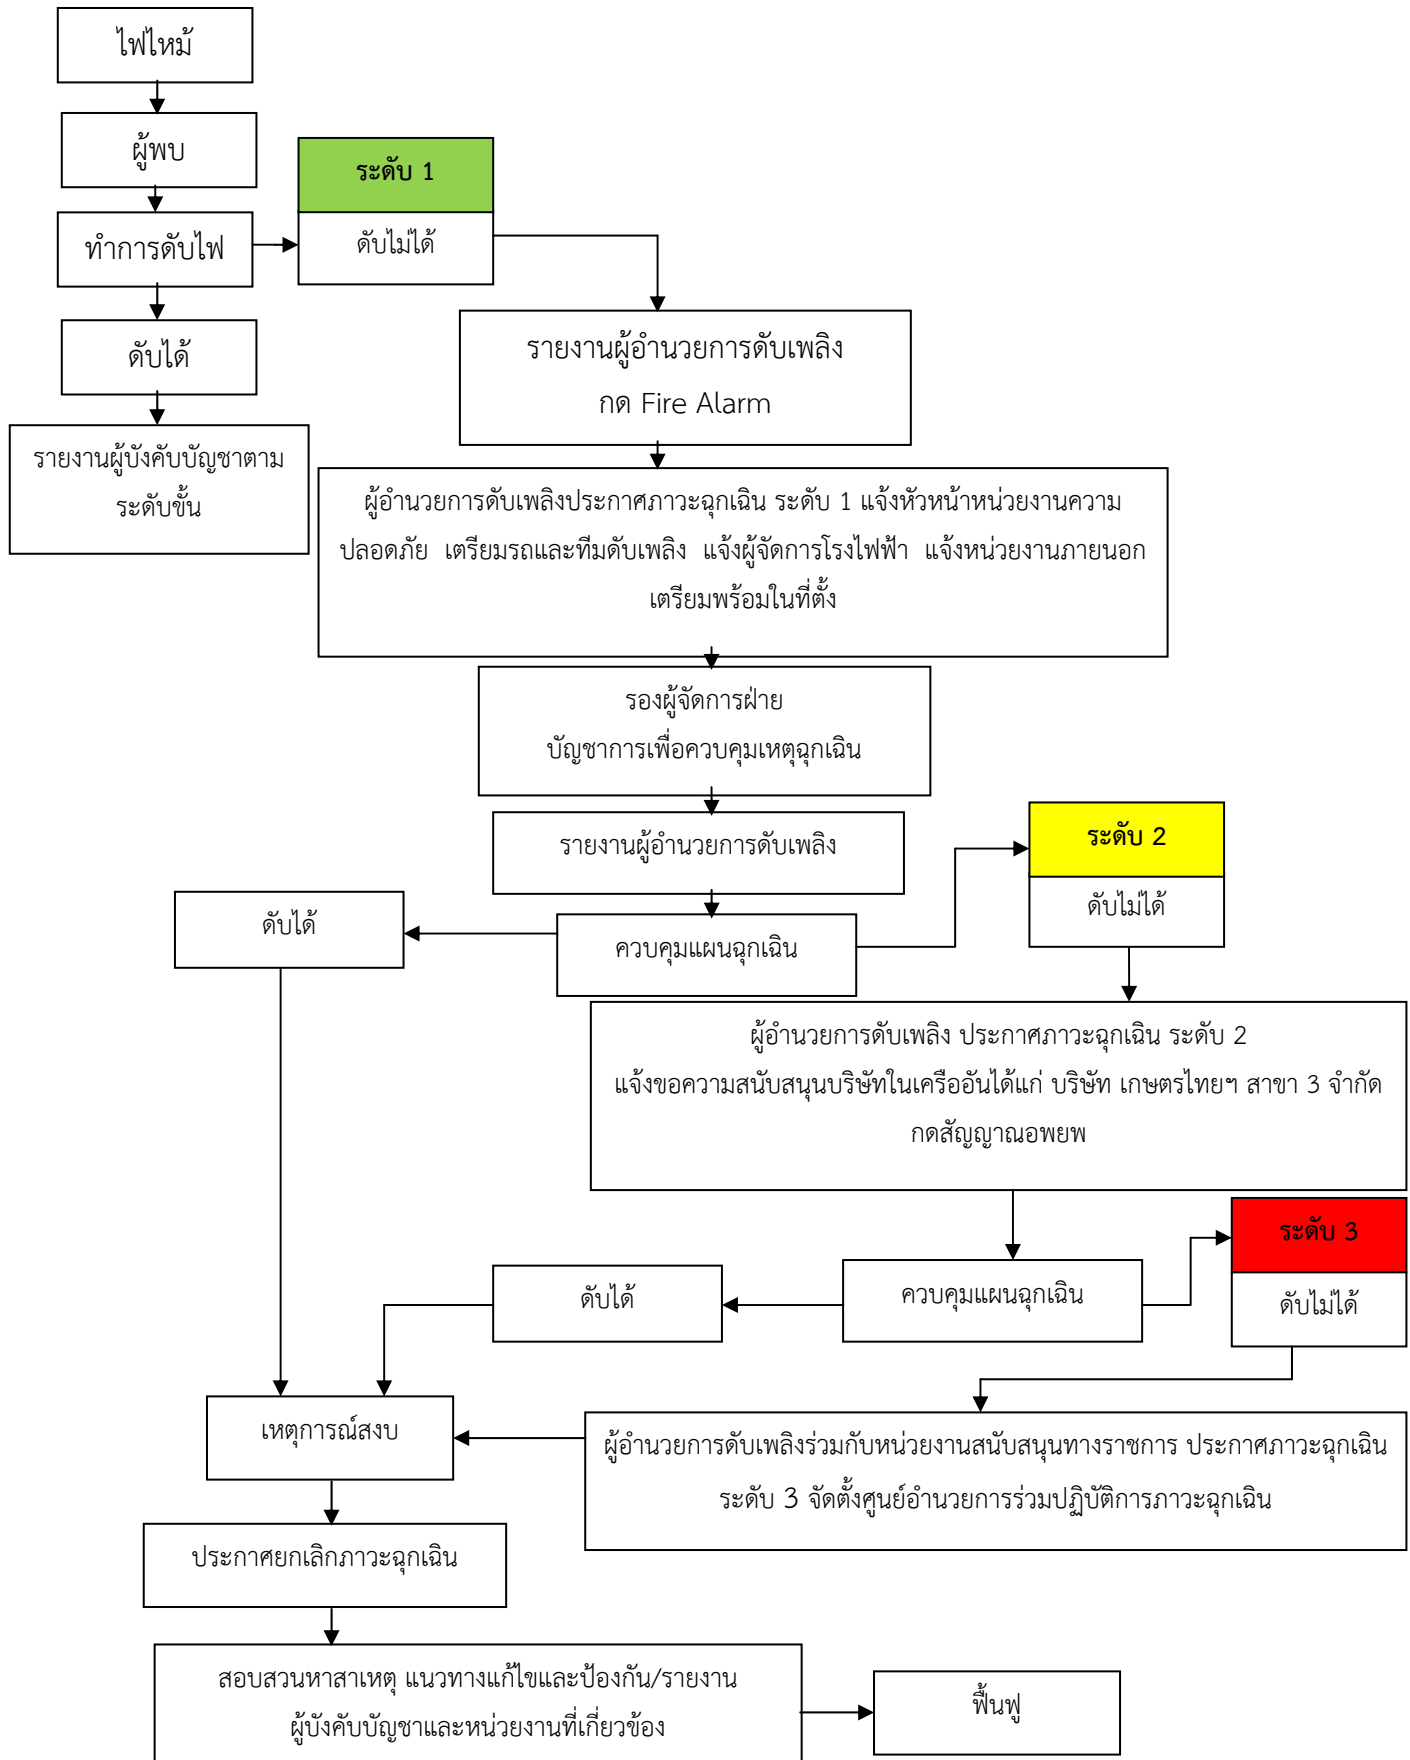 ไฟไหม้
ผู้พบ
ระดับ 1
ทำการดับไฟ
ดับไม่ได้
ดับได้
รายงานผู้อำนวยการดับเพลิง
กด Fire Alarm
รายงานผู้บังคับบัญชาตาม
ระดับขั้น
ผู้อำนวยการดับเพลิงประกาศภาวะฉุกเฉิน ระดับ 1 แจ้งหัวหน้าหน่วยงานความ
ปลอดภัย เตรียมรถและทีมดับเพลิง แจ้งผู้จัดการโรงไฟฟ้า แจ้งหน่วยงานภายนอก
เตรียมพร้อมในที่ตั้ง
รองผู้จัดการฝ่าย
บัญชาการเพื่อควบคุมเหตุฉุกเฉิน
รายงานผู้อำนวยการดับเพลิง
ระดับ 2
ดับไม่ได้
ดับได้
ควบคุมแผนฉุกเฉิน
ผู้อำนวยการดับเพลิง ประกาศภาวะฉุกเฉิน ระดับ 2
แจ้งขอความสนับสนุนบริษัทในเครืออันได้แก่ บริษัท เกษตรไทยฯ สาขา 3 จำกัด
กดสัญญาณอพยพ
ระดับ 3
ดับได้
ควบคุมแผนฉุกเฉิน
ดับไม่ได้
เหตุการณ์สงบ
ผู้อำนวยการดับเพลิงร่วมกับหน่วยงานสนับสนุนทางราชการ ประกาศภาวะฉุกเฉิน
ระดับ 3 จัดตั้งศูนย์อำนวยการร่วมปฏิบัติการภาวะฉุกเฉิน
ประกาศยกเลิกภาวะฉุกเฉิน
สอบสวนหาสาเหตุ แนวทางแก้ไขและป้องกัน/รายงาน
ผู้บังคับบัญชาและหน่วยงานที่เกี่ยวข้อง
ฟื้นฟู